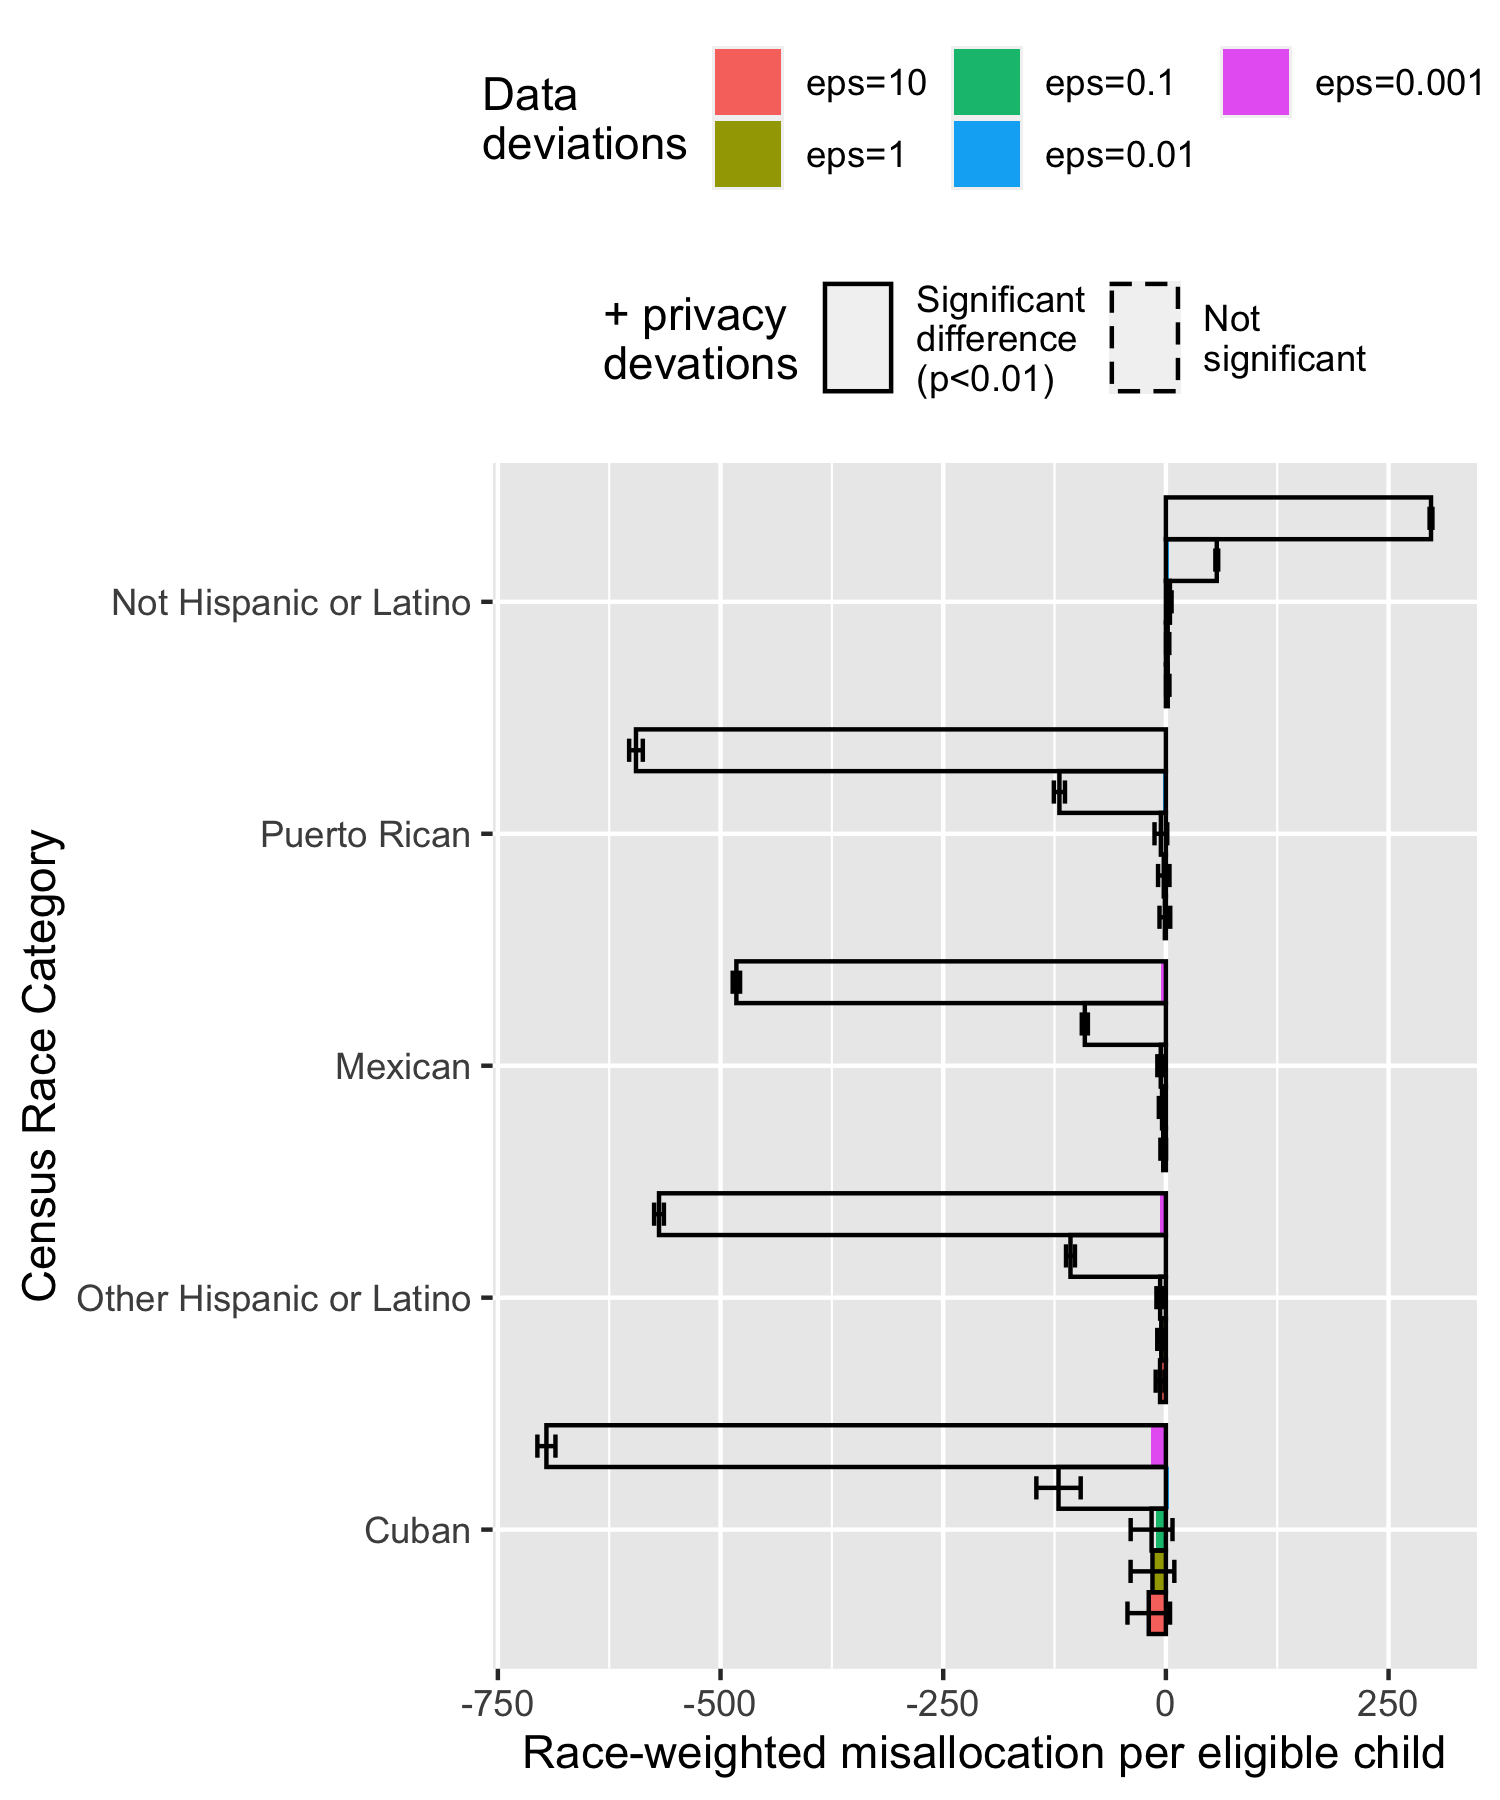 Data
deviations
eps=10
eps=0.1
eps=0.001
eps=1
eps=0.01
+ privacy
devations
Significant
difference
(p<0.01)
Not
significant
Census Race Category
Not Hispanic or Latino
Puerto Rican
Mexican
Other Hispanic or Latino
Cuban
-750
-500
-250
0
250
Race-weighted misallocation per eligible child